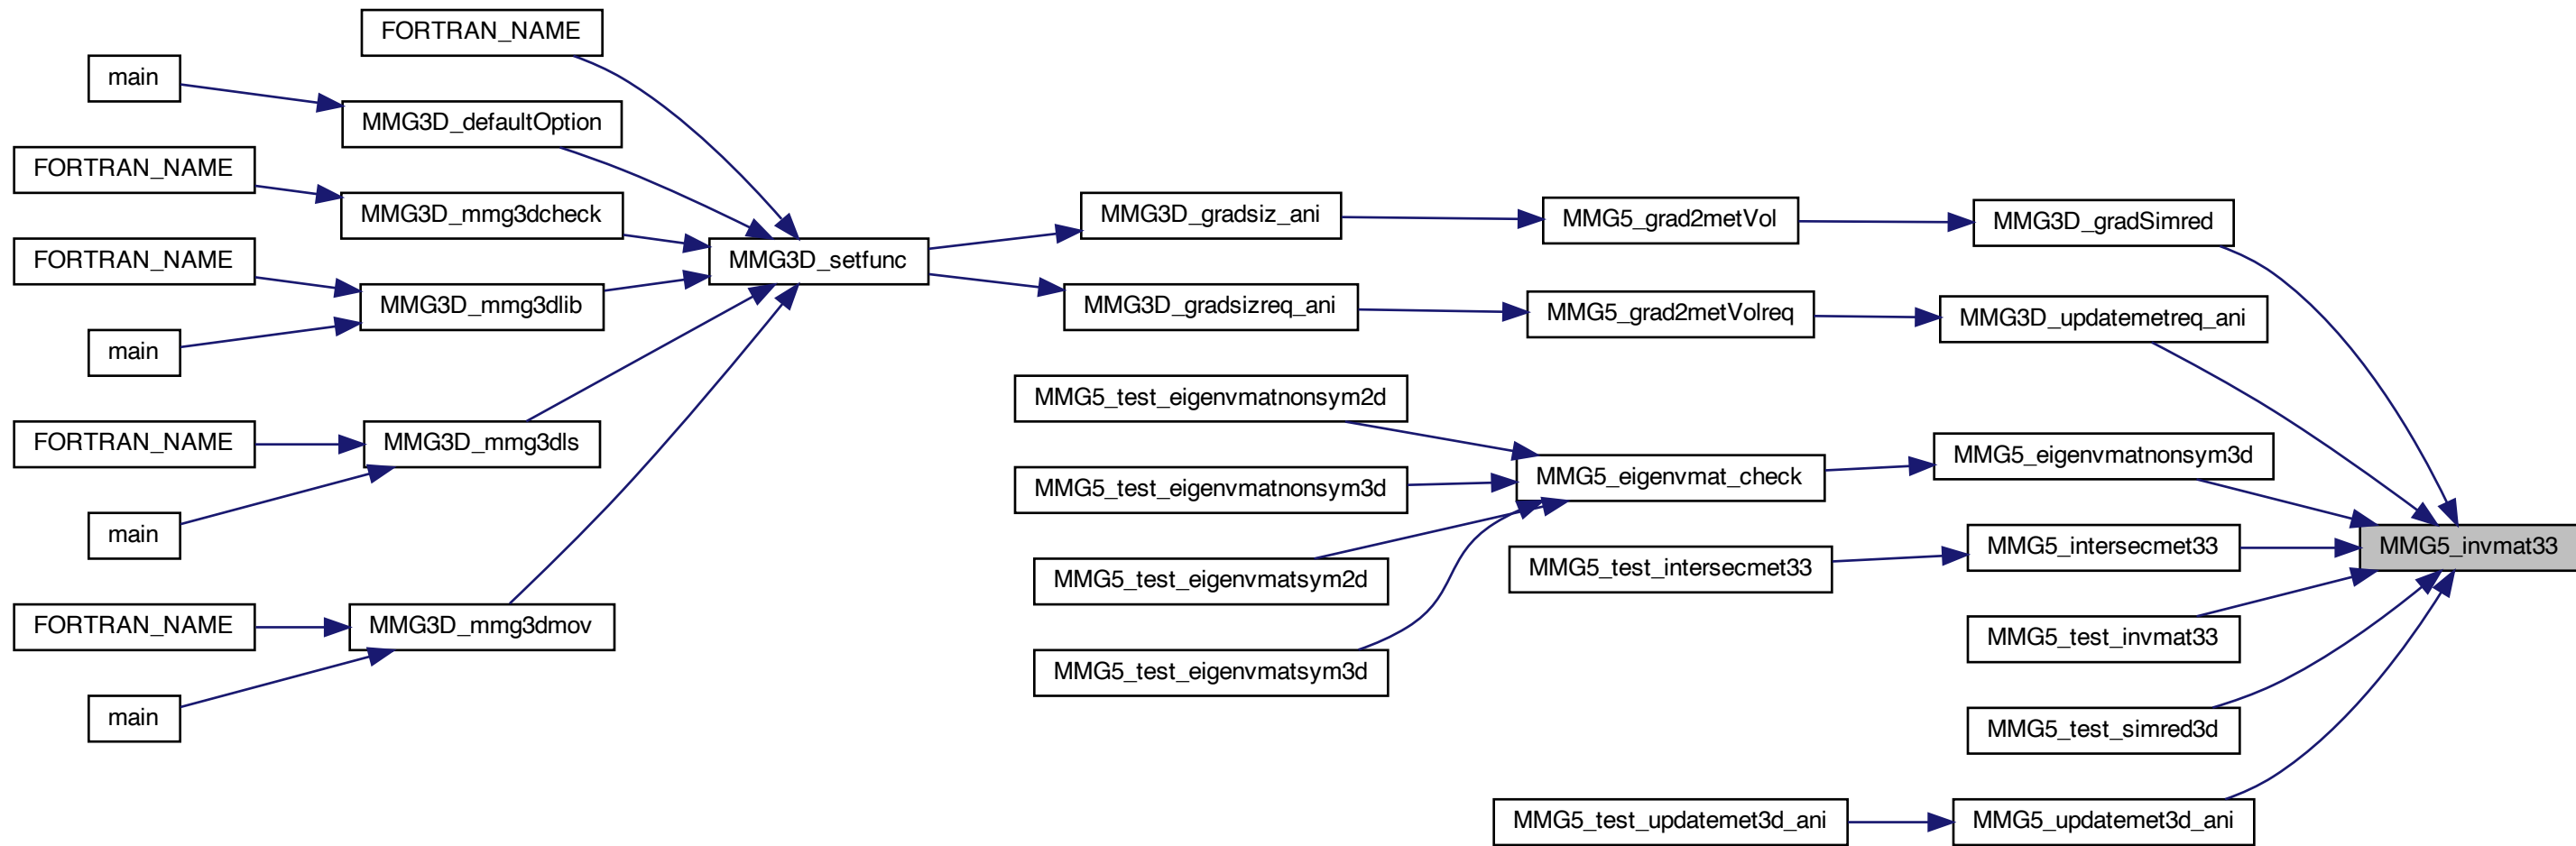 FORTRAN_NAME
main
MMG3D_defaultOption
FORTRAN_NAME
MMG3D_mmg3dcheck
FORTRAN_NAME
MMG3D_mmg3dlib
main
FORTRAN_NAME
MMG3D_mmg3dls
main
FORTRAN_NAME
MMG3D_mmg3dmov
main
MMG3D_setfunc
MMG3D_gradsiz_ani
MMG3D_gradsizreq_ani
MMG5_test_eigenvmatnonsym2d
MMG5_test_eigenvmatnonsym3d
MMG5_test_eigenvmatsym2d
MMG5_test_eigenvmatsym3d
MMG5_grad2metVol
MMG5_grad2metVolreq
MMG5_eigenvmat_check
MMG5_test_intersecmet33
MMG5_test_updatemet3d_ani
MMG3D_gradSimred
MMG3D_updatemetreq_ani
MMG5_eigenvmatnonsym3d
MMG5_intersecmet33
MMG5_test_invmat33
MMG5_test_simred3d
MMG5_updatemet3d_ani
MMG5_invmat33